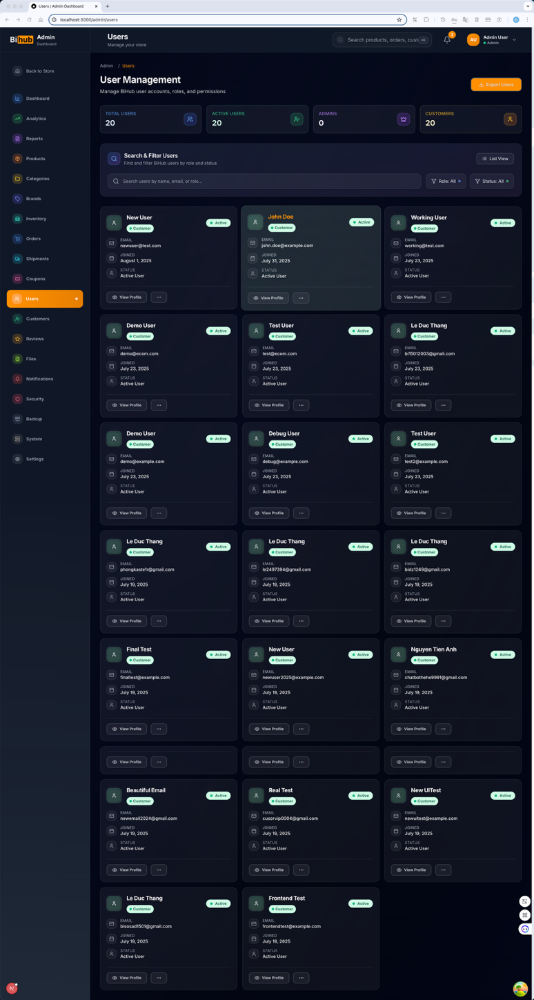 Users | Admin Dashboard
localhost:3000/admin/users
Bi hub
Admin
Dashboard
Users
Manage your store
Search products, orders, cust
⌘K
3
AU
Admin User
Admin
Back to Store
Dashboard
Analytics
Reports
Products
Categories
Brands
Inventory
Orders
Shipments
Coupons
Users
Customers
Reviews
Files
Notifications
Security
Backup
System
Settings
Admin / Users
User Management
Manage BiHub user accounts, roles, and permissions
Export Users
TOTAL USERS
20
ACTIVE USERS
20
ADMINS
0
CUSTOMERS
20
Search & Filter Users
Find and filter BiHub users by role and status
List View
Search users by name, email, or role...
Role: All
Status: All
New User
Customer
Active
EMAIL
newuser@test.com
JOINED
August 1, 2025
STATUS
Active User
View Profile
...
John Doe
Customer
Active
EMAIL
john.doe@example.com
JOINED
July 31, 2025
STATUS
Active User
View Profile
...
Working User
Customer
Active
EMAIL
working@test.com
JOINED
July 23, 2025
STATUS
Active User
View Profile
...
Demo User
Customer
Active
EMAIL
demo@ecom.com
JOINED
July 23, 2025
STATUS
Active User
View Profile
...
Test User
Customer
Active
EMAIL
test@ecom.com
JOINED
July 23, 2025
STATUS
Active User
View Profile
...
Le Duc Thang
Customer
Active
EMAIL
bi15012003@gmail.com
JOINED
July 23, 2025
STATUS
Active User
View Profile
...
Demo User
Customer
Active
EMAIL
demo@example.com
JOINED
July 23, 2025
STATUS
Active User
View Profile
...
Debug User
Customer
Active
EMAIL
debug@example.com
JOINED
July 23, 2025
STATUS
Active User
View Profile
...
Test User
Customer
Active
EMAIL
test2@example.com
JOINED
July 23, 2025
STATUS
Active User
View Profile
...
Le Duc Thang
Customer
Active
EMAIL
phongkaste1r@gmail.com
JOINED
July 19, 2025
STATUS
Active User
View Profile
...
Le Duc Thang
Customer
Active
EMAIL
le2497394@gmail.com
JOINED
July 19, 2025
STATUS
Active User
View Profile
...
Le Duc Thang
Customer
Active
EMAIL
bidz1249@gmail.com
JOINED
July 19, 2025
STATUS
Active User
View Profile
...
Final Test
Customer
Active
EMAIL
finaltest@example.com
JOINED
July 19, 2025
STATUS
Active User
View Profile
...
New User
Customer
Active
EMAIL
newuser2025@example.com
JOINED
July 19, 2025
STATUS
Active User
View Profile
...
Nguyen Tien Anh
Customer
Active
EMAIL
chatbothehe9991@gmail.com
JOINED
July 19, 2025
STATUS
Active User
View Profile
...
View Profile
...
View Profile
...
View Profile
...
Beautiful Email
Customer
Active
EMAIL
newemail2024@gmail.com
JOINED
July 19, 2025
STATUS
Active User
View Profile
...
Real Test
Customer
Active
EMAIL
cusorvip0004@gmail.com
JOINED
July 19, 2025
STATUS
Active User
View Profile
...
New UITest
Customer
Active
EMAIL
newuitest@example.com
JOINED
July 19, 2025
STATUS
Active User
View Profile
...
Le Duc Thang
Customer
Active
EMAIL
bisosad1501@gmail.com
JOINED
July 19, 2025
STATUS
Active User
View Profile
...
Frontend Test
Customer
Active
EMAIL
frontendtest@example.com
JOINED
July 19, 2025
STATUS
Active User
View Profile
...
N